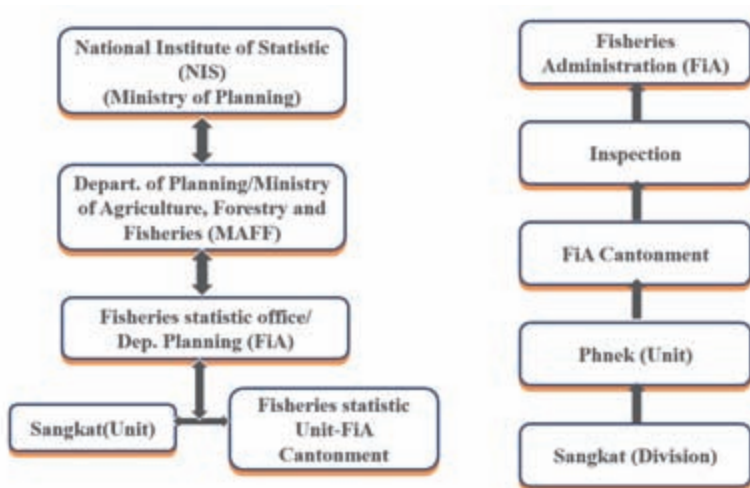 National Institute of Statistic
(NIS)
(Ministry of Planning)
Depart. of Planning/Ministry
of Agriculture, Forestry and
Fisheries (MAFF)
Fisheries statistic office/
Dep. Planning (FiA)
Sangkat(Unit)
Fisheries statistic
Unit-FiA
Cantonment
Fisheries
Administration (FiA)
Inspection
FiA Cantonment
Phnek (Unit)
Sangkat (Division)